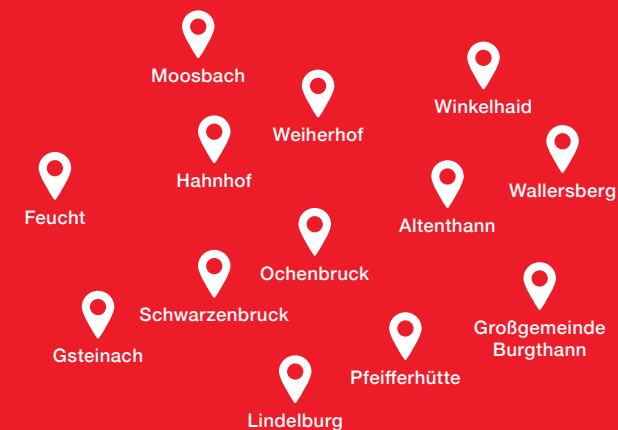 Moosbach
Winkelhaid
Weiherhof
Hahnhof
Wallersberg
Feucht
Altenthann
Ochenbruck
Schwarzenbruck
Großgemeinde
Burgthann
Gsteinach
Pfeifferhütte
Lindelburg